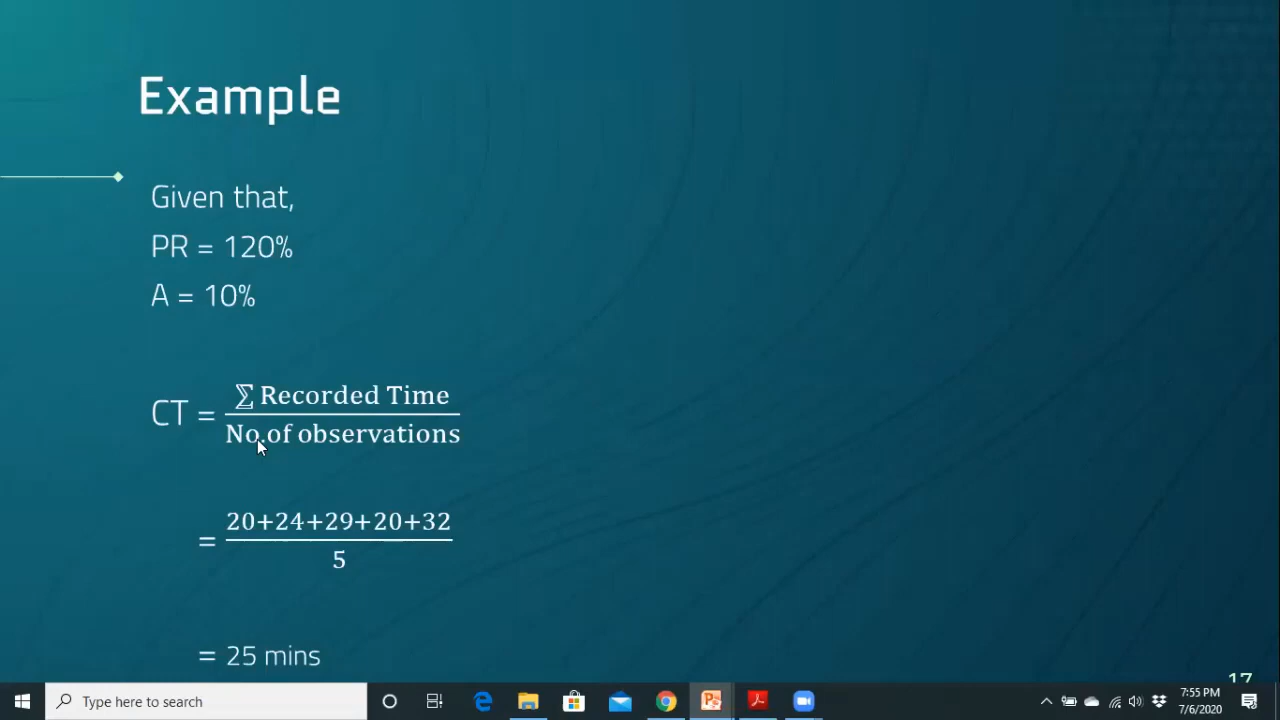 Example
Given that,
PR = 120%
A = 10%
CT = ∑ Recorded Time / No.of observations
= 20+24+29+20+32 / 5
= 25 mins
17
Type here to search
7:55 PM
7/6/2020